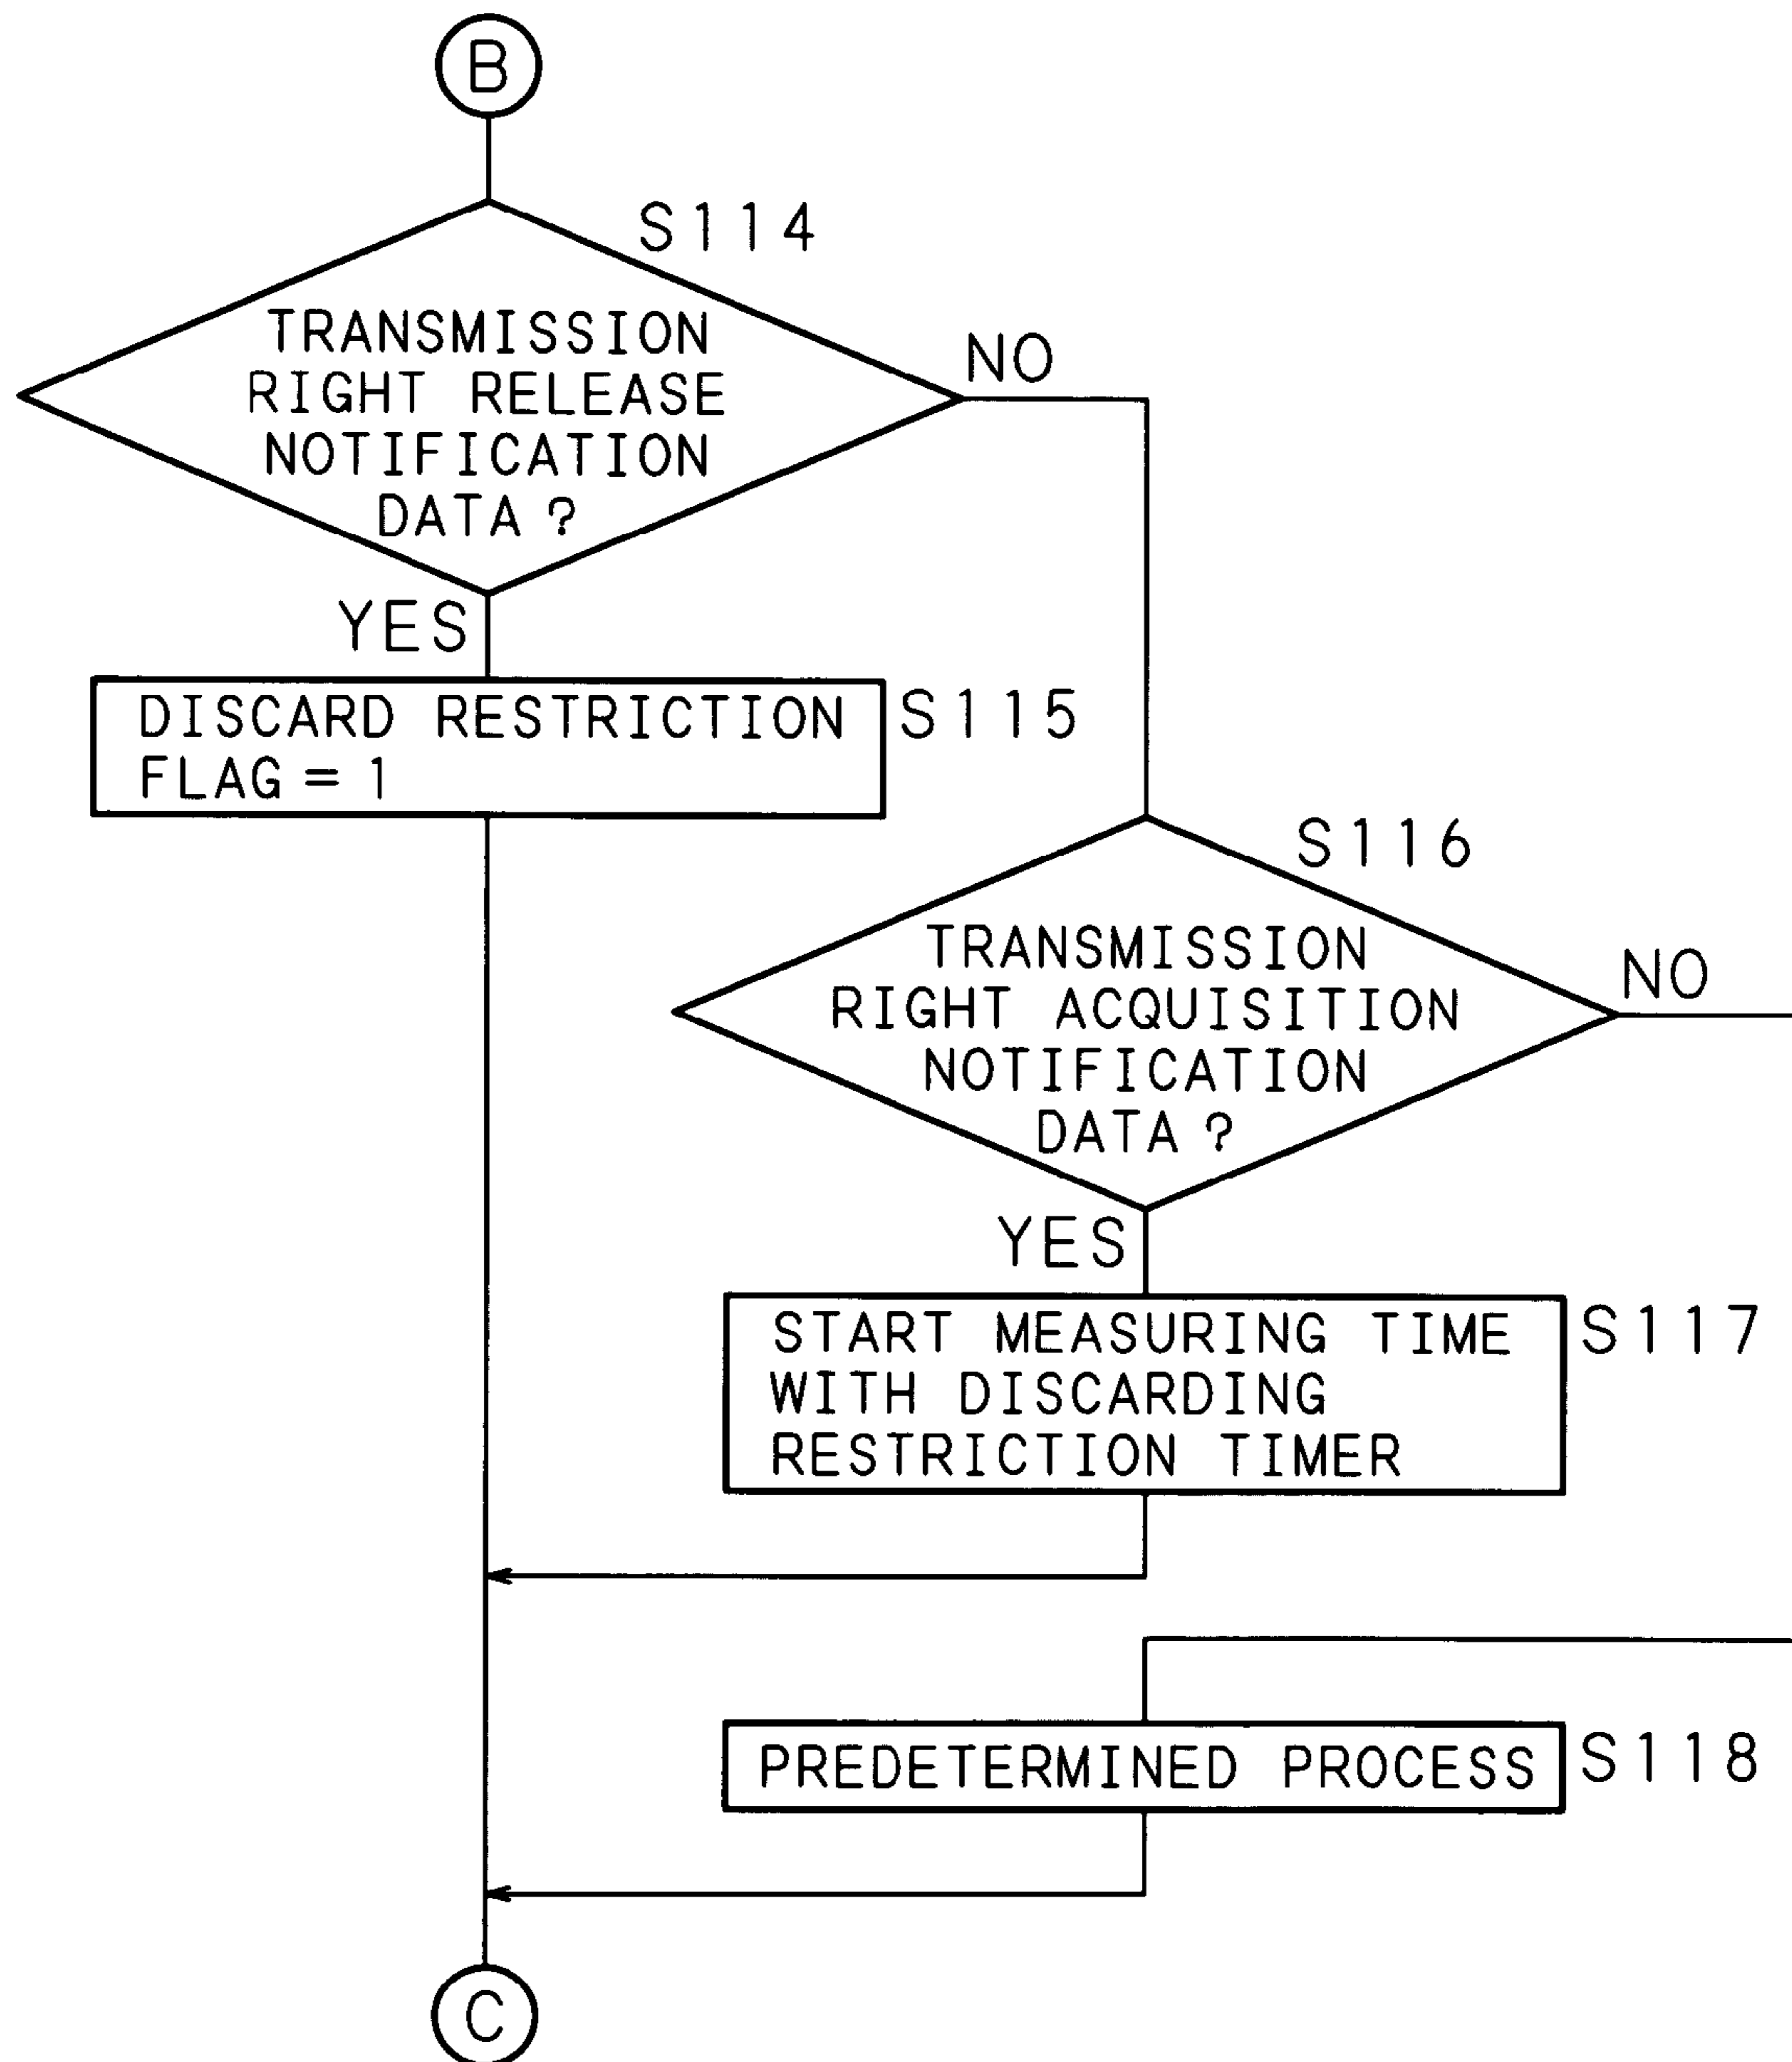 B
S114
TRANSMISSION
RIGHT RELEASE
NOTIFICATION
DATA?
NO
YES
DISCARD RESTRICTION
FLAG=1
S115
S116
TRANSMISSION
RIGHT ACQUISITION
NOTIFICATION
DATA?
NO
YES
START MEASURING TIME
WITH DISCARDING
RESTRICTION TIMER
S117
PREDETERMINED PROCESS
S118
C